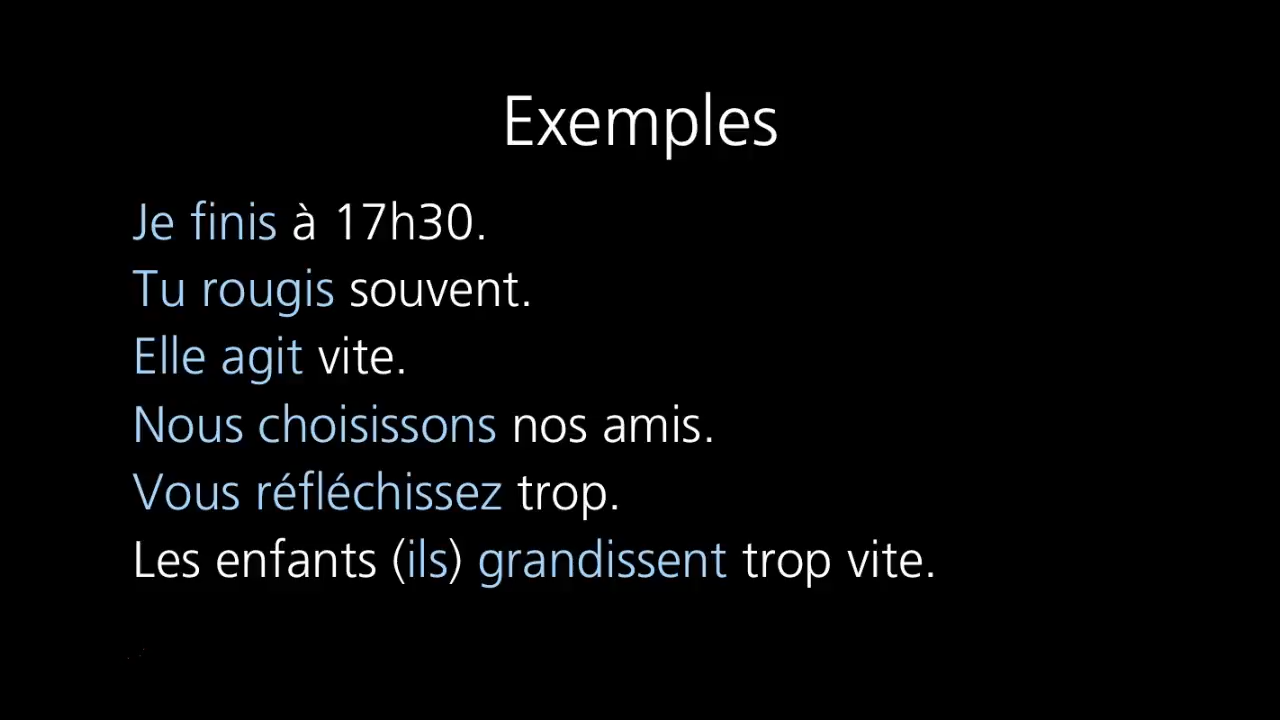 Exemples
Je finis à 17h30.
Tu rougis souvent.
Elle agit vite.
Nous choisissons nos amis.
Vous réfléchissez trop.
Les enfants (ils) grandissent trop vite.